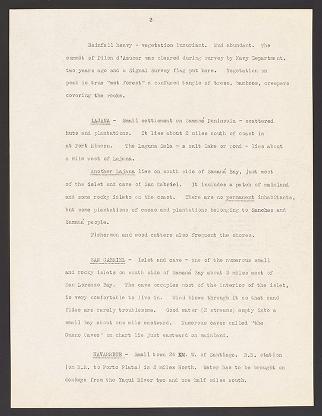 2
Rainfall heavy - vegetation luxuriant. Mud abundant. The
summit of Pilon d'Azucar was cleared during survey by Navy Department,
two years ago and a signal survey flag put here. Vegetation on
peak is true "wet forest" a confused tangle of trees, bushes, creepers
covering the rocks.
LAJANA - Small settlement on Samaná Peninsula - scattered
huts and plantations. It lies about 2 miles south of coast in
at Port Escon. The Laguna Sala - a salt lake or pond - lies about
a mile west of Lajana.
Another Lajana lies on south side of Samaná Bay, just west
of the islet and cave of San Gabriel. It includes a patch of mainland
and some rocky islets on the coast. There are no permanent inhabitants,
but some plantations of cocoa and plantations belonging to Sanchez and
Samaná people.
Fishermen and wood cutters also frequent the shores.
SAN GABRIEL - Islet and cave - one of the numerous small
and rocky islets on south side of Samaná Bay about 2 miles east of
San Lorenzo Bay. The cave occupies most of the interior of the islet,
is very comfortable to live in. Wind blows through it so that sand
flies are rarely troublesome. Good water (2 streams) empty into a
small bay about one mile westward. Numerous caves called "the
Guano Caves" on chart lie just eastward on mainland.
NAVARRETE - Small town 24 KM. W. of Santiago. R.R. station
(on R.R. to Porto Plata) is 2 miles North. Water has to be brought on
donkeys from the Yaqui River two and one half miles south.